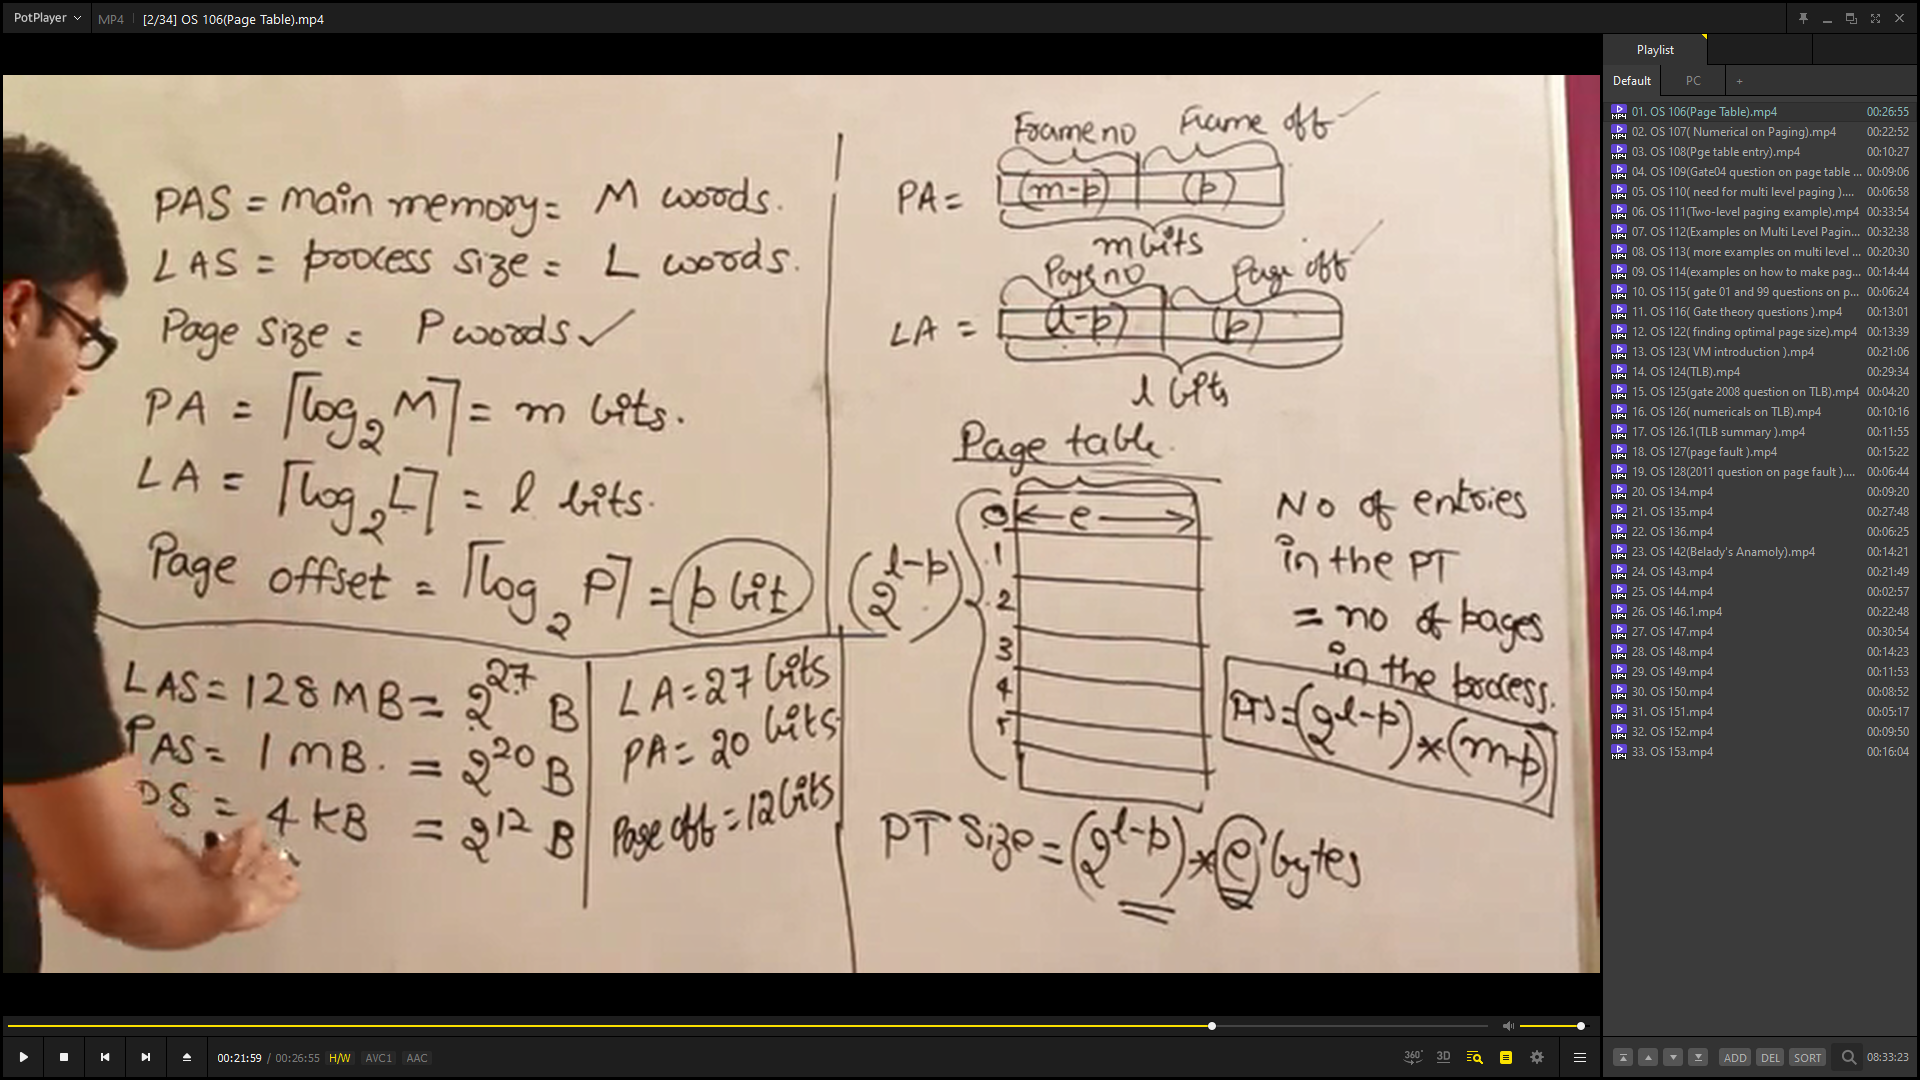 PotPlayer
MP4
[2/34] OS 106(Page Table).mp4
PAS = main memory = M words.
LAS = process size = L words.
Page size = P words ✓
PA = ⌈log₂ M⌉ = m bits.
LA = ⌈log₂ L⌉ = l bits.
Page offset = ⌈log₂ P⌉ = p bit
LAS = 128 MB = 2²⁷ B
PAS = 1 MB. = 2²⁰ B
PS = 4 KB = 2¹² B
LA = 27 bits
PA = 20 bits
Page off = 12 bits
Frame no Frame off ✓
PA = (m-p) (p)
m bits
Page no Page off ✓
LA = (l-p) (p)
l bits
Page table
(2^(l-p))
0 e
1
2
3
4
5
No of entries
in the PT
= no of pages
in the process.
PTS = (2^(l-p)) * (m-p)
PT Size = (2^(l-p)) * e bytes
Playlist
Default PC +
01. OS 106(Page Table).mp4 00:26:55
02. OS 107( Numerical on Paging).mp4 00:22:52
03. OS 108(Pge table entry).mp4 00:10:27
04. OS 109(Gate04 question on page table ... 00:09:06
05. OS 110( need for multi level paging ).... 00:06:58
06. OS 111(Two-level paging example).mp4 00:33:54
07. OS 112(Examples on Multi Level Pagin... 00:32:38
08. OS 113( more examples on multi level ... 00:20:30
09. OS 114(examples on how to make pag... 00:14:44
10. OS 115( gate 01 and 99 questions on p... 00:06:24
11. OS 116( Gate theory questions ).mp4 00:13:01
12. OS 122( finding optimal page size).mp4 00:13:39
13. OS 123( VM introduction ).mp4 00:21:06
14. OS 124(TLB).mp4 00:29:34
15. OS 125(gate 2008 question on TLB).mp4 00:04:20
16. OS 126( numericals on TLB).mp4 00:10:16
17. OS 126.1(TLB summary ).mp4 00:11:55
18. OS 127(page fault ).mp4 00:15:22
19. OS 128(2011 question on page fault ).... 00:06:44
20. OS 134.mp4 00:09:20
21. OS 135.mp4 00:27:48
22. OS 136.mp4 00:06:25
23. OS 142(Belady's Anamoly).mp4 00:14:21
24. OS 143.mp4 00:21:49
25. OS 144.mp4 00:02:57
26. OS 146.1.mp4 00:22:48
27. OS 147.mp4 00:30:54
28. OS 148.mp4 00:14:23
29. OS 149.mp4 00:11:53
30. OS 150.mp4 00:08:52
31. OS 151.mp4 00:05:17
32. OS 152.mp4 00:09:50
33. OS 153.mp4 00:16:04
00:21:59 / 00:26:55 H/W AVC1 AAC
360° 3D
ADD DEL SORT 08:33:23